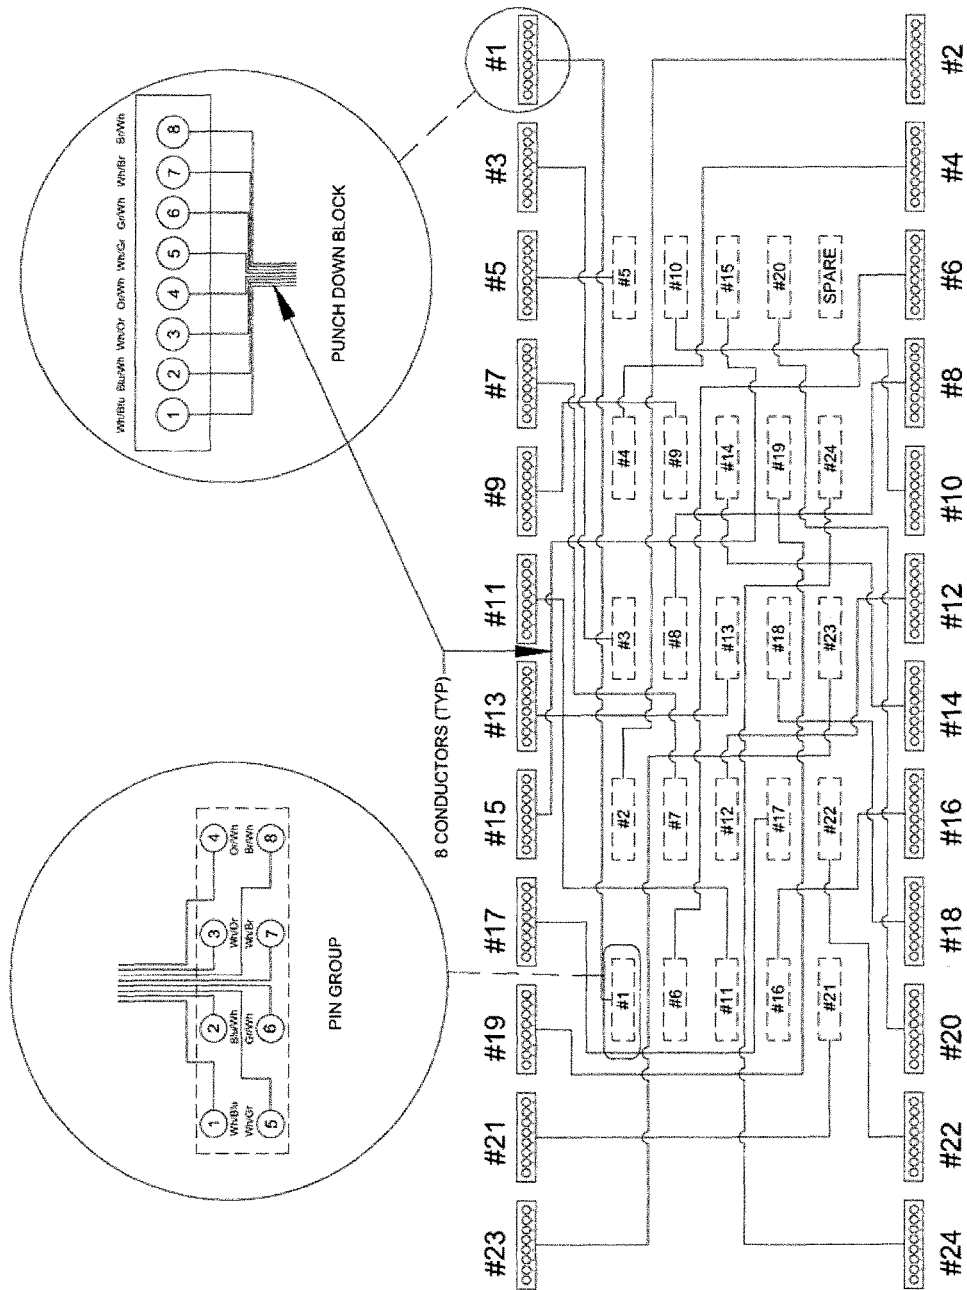 Wh/Blu Blu/Wh Wh/Or Or/Wh Wh/Gr Gr/Wh Wh/Br Br/Wh
1 2 3 4 5 6 7 8
PUNCH DOWN BLOCK
1 2 3 4
Wh/Blu Blu/Wh Wh/Or Or/Wh
Wh/Gr Gr/Wh Wh/Br Br/Wh
5 6 7 8
PIN GROUP
8 CONDUCTORS (TYP)
#23 #21 #19 #17 #15 #13 #11 #9 #7 #5 #3 #1
#1 #2 #3 #4 #5
#6 #7 #8 #9 #10
#11 #12 #13 #14 #15
#16 #17 #18 #19 #20
#21 #22 #23 #24 SPARE
#24 #22 #20 #18 #16 #14 #12 #10 #8 #6 #4 #2